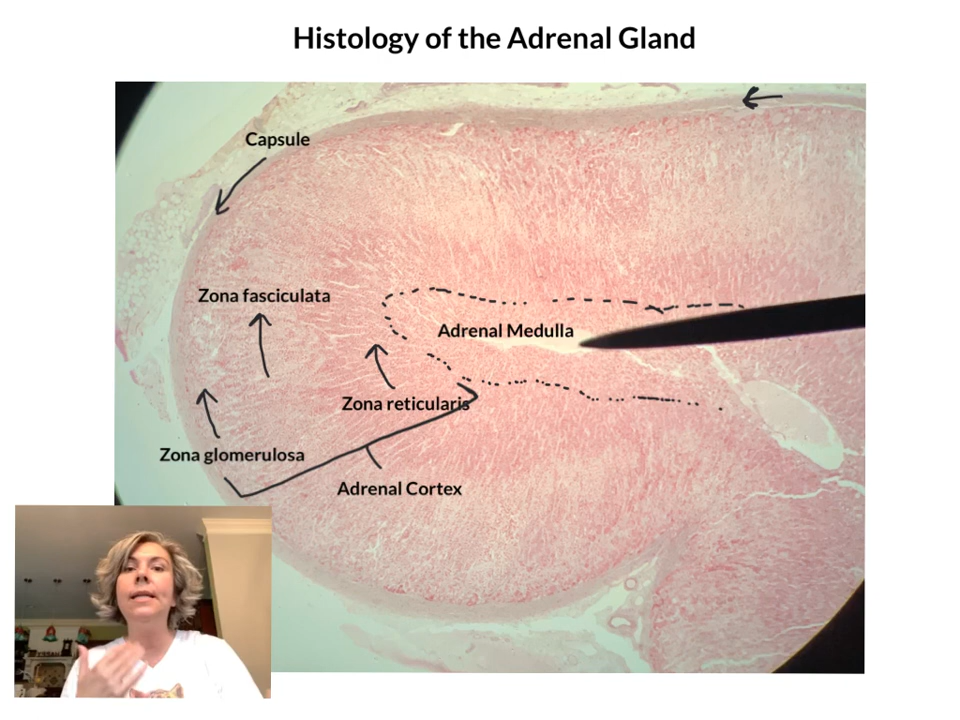 Histology of the Adrenal Gland
Capsule
Zona fasciculata
Adrenal Medulla
Zona reticularis
Zona glomerulosa
Adrenal Cortex